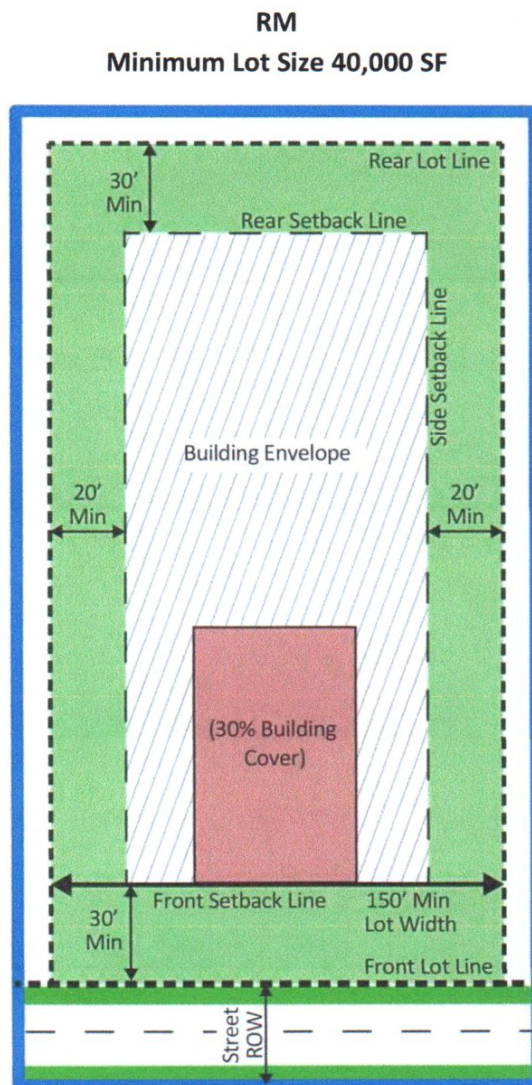 RM
Minimum Lot Size 40,000 SF
Rear Lot Line
30’
Min
Rear Setback Line
Side Setback Line
Building Envelope
20’
Min
20’
Min
(30% Building
Cover)
Front Setback Line
150’ Min
Lot Width
30’
Min
Front Lot Line
Street
ROW